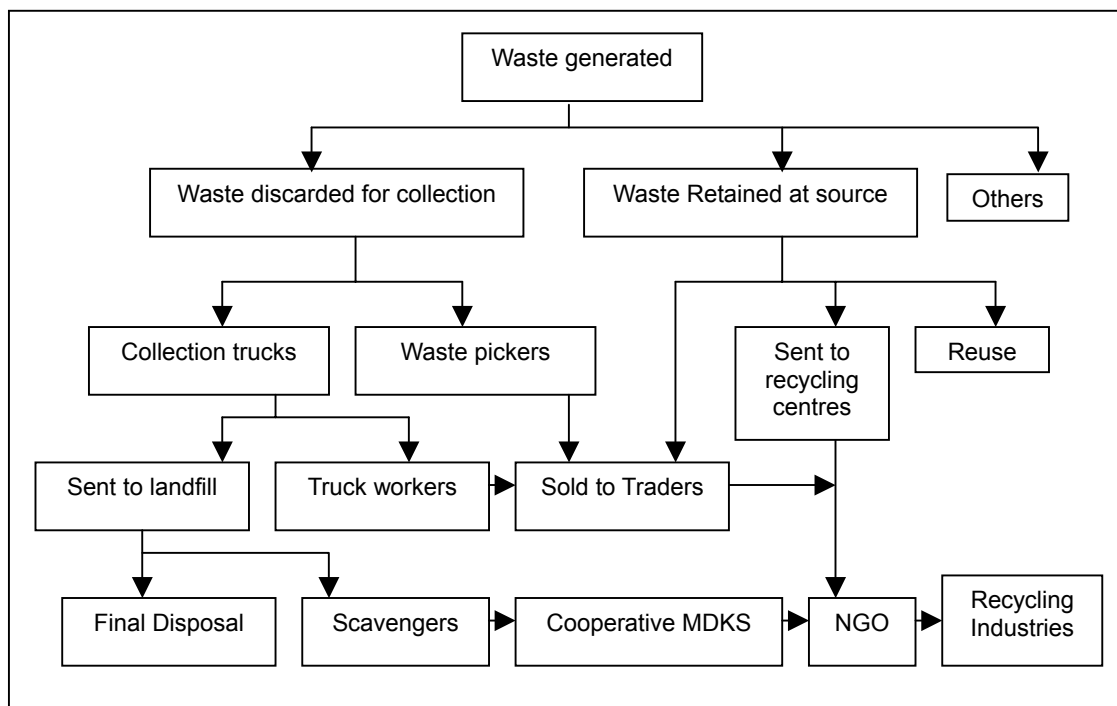 Waste generated
Waste discarded for collection
Waste Retained at source
Others
Collection trucks
Waste pickers
Sent to
recycling
centres
Reuse
Sent to landfill
Truck workers
Sold to Traders
Final Disposal
Scavengers
Cooperative MDKS
NGO
Recycling
Industries